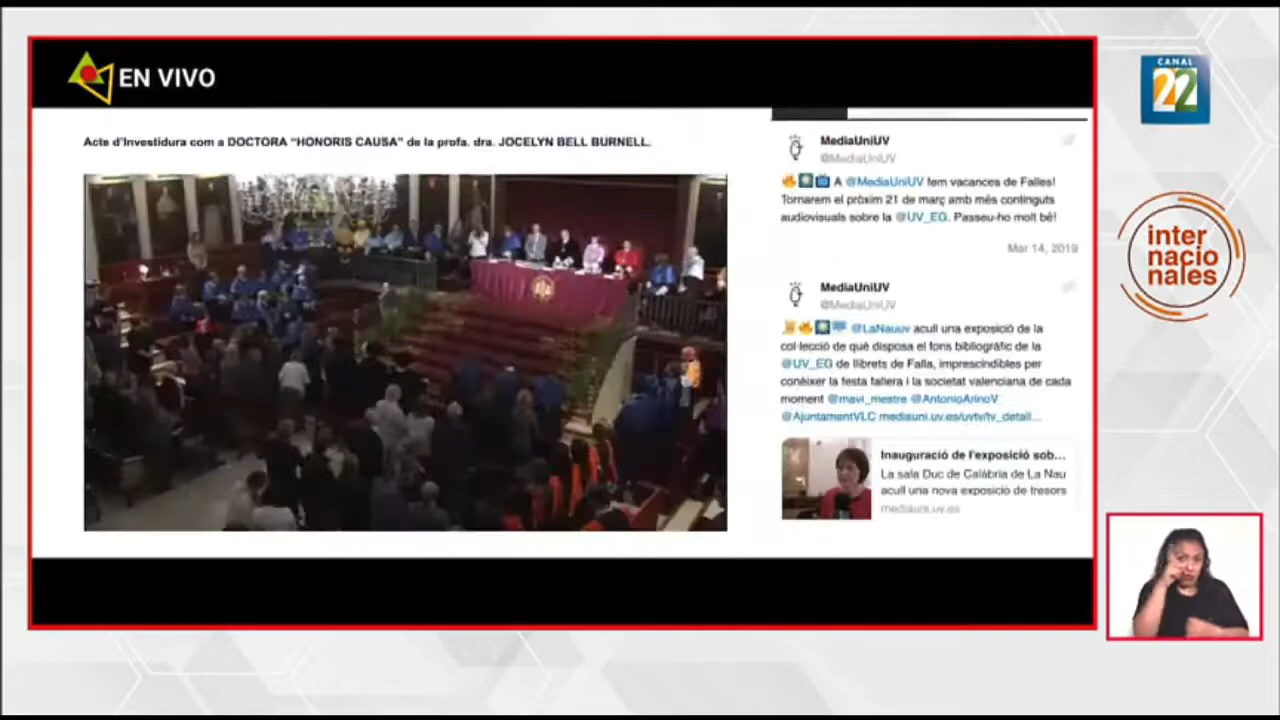 EN VIVO
Acte d'Investidura com a DOCTORA "HONORIS CAUSA" de la profa. dra. JOCELYN BELL BURNELL.
MediaUniUV
@MediaUniUV
A @MediaUniUV fem vacances de Falles!
Tornarem el pròxim 21 de març amb més continguts
audiovisuals sobre la @UV_EG. Passeu-ho molt bé!
Mar 14, 2019
MediaUniUV
@MediaUniUV
@LaNauuv acull una exposició de la
col·lecció de què disposa el fons bibliogràfic de la
@UV_EG de llibrets de Falla, imprescindibles per
conèixer la festa fallera i la societat valenciana de cada
moment @mavi_mestre @AntonioArinoV
@AjuntamentVLC mediauni.uv.es/uvtv/tv_detail...
Inauguració de l'exposició sob...
La sala Duc de Calàbria de La Nau
acull una nova exposició de tresors
mediauni.uv.es
CANAL
22
inter
nacio
nales